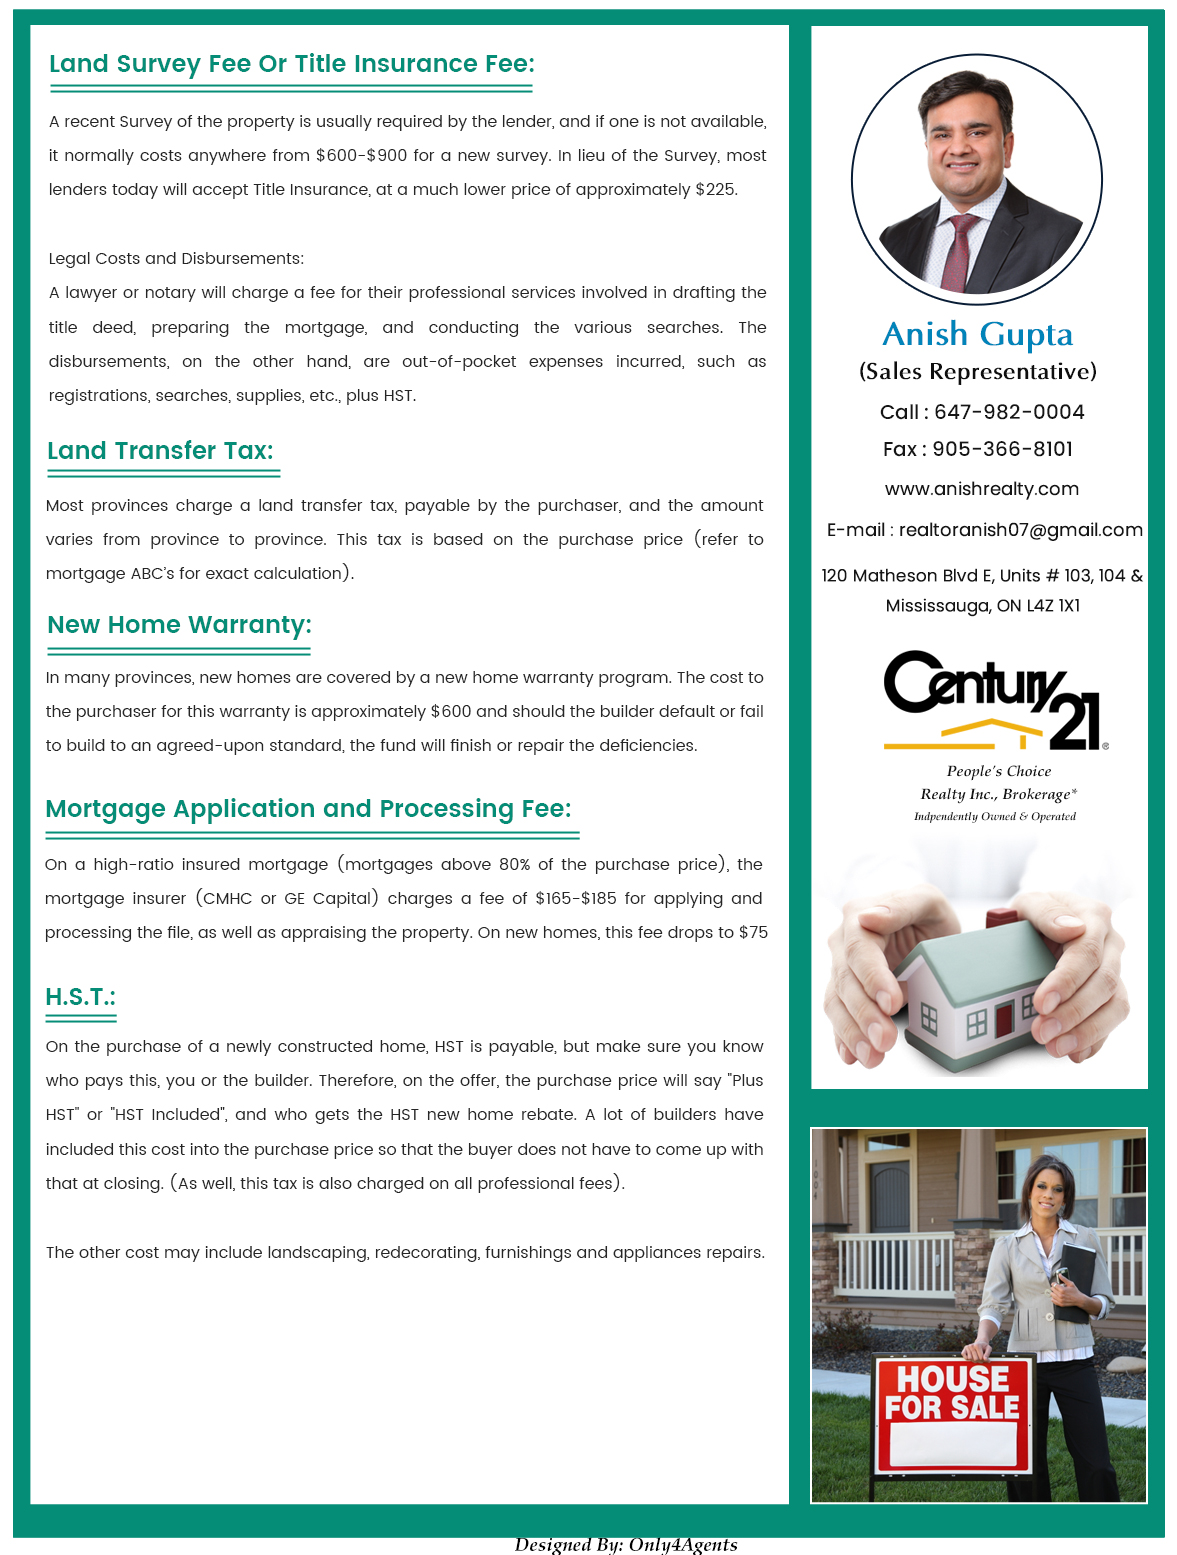 Land Survey Fee Or Title Insurance Fee:
A recent Survey of the property is usually required by the lender, and if one is not available,
it normally costs anywhere from $600-$900 for a new survey. In lieu of the Survey, most
lenders today will accept Title Insurance, at a much lower price of approximately $225.
Legal Costs and Disbursements:
A lawyer or notary will charge a fee for their professional services involved in drafting the
title deed, preparing the mortgage, and conducting the various searches. The
disbursements, on the other hand, are out-of-pocket expenses incurred, such as
registrations, searches, supplies, etc., plus HST.
Land Transfer Tax:
Most provinces charge a land transfer tax, payable by the purchaser, and the amount
varies from province to province. This tax is based on the purchase price (refer to
mortgage ABC's for exact calculation).
New Home Warranty:
In many provinces, new homes are covered by a new home warranty program. The cost to
the purchaser for this warranty is approximately $600 and should the builder default or fail
to build to an agreed-upon standard, the fund will finish or repair the deficiencies.
Mortgage Application and Processing Fee:
On a high-ratio insured mortgage (mortgages above 80% of the purchase price), the
mortgage insurer (CMHC or GE Capital) charges a fee of $165-$185 for applying and
processing the file, as well as appraising the property. On new homes, this fee drops to $75
H.S.T.:
On the purchase of a newly constructed home, HST is payable, but make sure you know
who pays this, you or the builder. Therefore, on the offer, the purchase price will say "Plus
HST" or "HST Included", and who gets the HST new home rebate. A lot of builders have
included this cost into the purchase price so that the buyer does not have to come up with
that at closing. (As well, this tax is also charged on all professional fees).
The other cost may include landscaping, redecorating, furnishings and appliances repairs.
Anish Gupta
(Sales Representative)
Call : 647-982-0004
Fax : 905-366-8101
www.anishrealty.com
E-mail : realtoranish07@gmail.com
120 Matheson Blvd E, Units # 103, 104 &
Mississauga, ON L4Z 1X1
Century
21®
People's Choice
Realty Inc., Brokerage*
Indpendently Owned & Operated
1004
HOUSE
FOR SALE
Designed By: Only4Agents